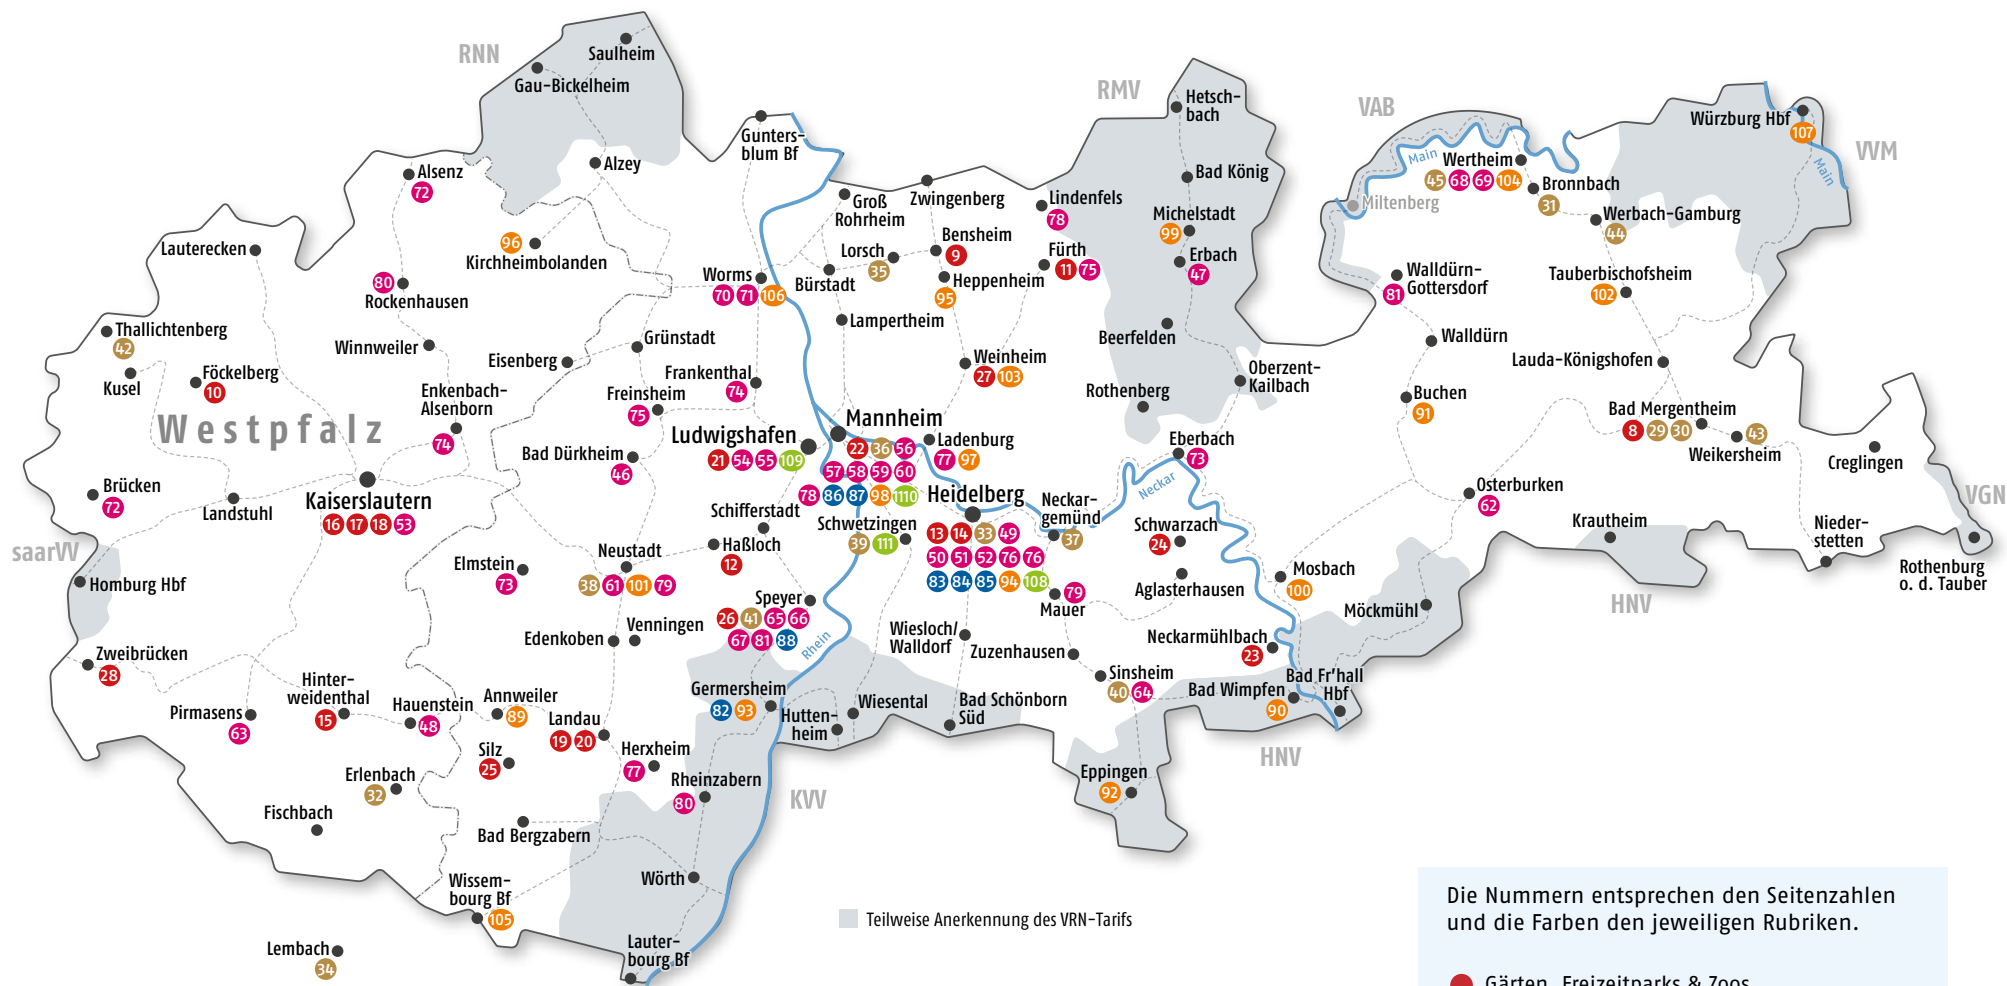 RNN
Saulheim
Gau-Bickelheim
Alzey
Alsenz
72
Gunters-
blum Bf
RMV
Hetsch-
bach
Bad König
Michelstadt
99
Erbach
47
Beerfelden
Rothenberg
Oberzent-
Kailbach
VAB
Main
Wertheim
45 68 69 104
Miltenberg
Bronnbach
31
Werbach-Gamburg
44
Würzburg Hbf
107
Main
VVM
Lauterecken
96
Kirchheimbolanden
80
Rockenhausen
Thallichtenberg
42
Kusel
Föckelberg
10
Winnweiler
Eisenberg
Enkenbach-
Alsenborn
74
Westpfalz
Groß
Rohrheim
Zwingenberg
Lindenfels
78
Lorsch
35
Bensheim
9
Fürth
11 75
Heppenheim
95
Worms
70 71 106
Bürstadt
Lampertheim
Grünstadt
Frankenthal
74
Freinsheim
75
Weinheim
27 103
Walldürn-
Gottersdorf
81
Tauberbischofsheim
102
Walldürn
Lauda-Königshofen
Buchen
91
Bad Mergentheim
8 29 30
43
Weikersheim
Creglingen
VGN
Ludwigshafen
21 54 55 109
Mannheim
22 36 56
57 58 59 60
78 86 87 98 1110
Ladenburg
77 97
Bad Dürkheim
46
Eberbach
73
Neckar
Osterburken
62
Krautheim
Nieder-
stetten
Rothenburg
o. d. Tauber
Brücken
72
Landstuhl
Kaiserslautern
16 17 18 53
saarVV
Homburg Hbf
Schifferstadt
Schwetzingen
39 111
Heidelberg
13 14 33 49
50 51 52 76 76
83 84 85 94 108
Neckar-
gemünd
37
Schwarzach
24
Haßloch
12
Neustadt
38 61 101 79
Elmstein
73
Speyer
26 41 65 66
67 81 88
79
Mauer
Aglasterhausen
Mosbach
100
Möckmühl
HNV
Edenkoben
Venningen
Rhein
Wiesloch/
Walldorf
Zuzenhausen
Neckarmühlbach
23
Sinsheim
40 64
Bad Wimpfen
90
Bad Fr'hall
Hbf
Zweibrücken
28
Pirmasens
63
Hinter-
weidenthal
15
Hauenstein
48
Annweiler
89
Landau
19 20
Germersheim
82 93
Hutten-
heim
Wiesental
Bad Schönborn
Süd
HNV
Silz
25
Herxheim
77
Rheinzabern
80
KVV
Eppingen
92
Erlenbach
32
Fischbach
Bad Bergzabern
Wörth
Wissem-
bourg Bf
105
Lembach
34
Lauter-
bourg Bf
Teilweise Anerkennung des VRN-Tarifs
Die Nummern entsprechen den Seitenzahlen
und die Farben den jeweiligen Rubriken.
Gärten, Freizeitparks & Zoos